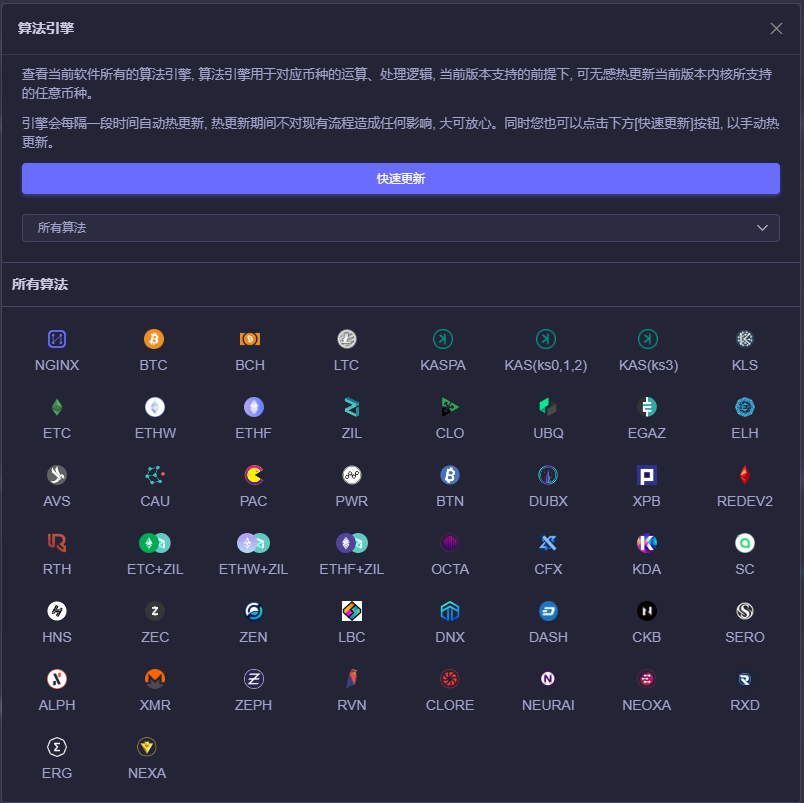 算法引擎
查看当前软件所有的算法引擎, 算法引擎用于对应币种的运算、处理逻辑, 当前版本支持的前提下, 可无感热更新当前版本内核所支持
的任意币种。
引擎会每隔一段时间自动热更新, 热更新期间不对现有流程造成任何影响, 大可放心。同时您也可以点击下方[快速更新]按钮, 以手动热
更新。
快速更新
所有算法
所有算法
NGINX BTC BCH LTC KASPA KAS(ks0,1,2) KAS(ks3) KLS
ETC ETHW ETHF ZIL CLO UBQ EGAZ ELH
AVS CAU PAC PWR BTN DUBX XPB REDEV2
RTH ETC+ZIL ETHW+ZIL ETHF+ZIL OCTA CFX KDA SC
HNS ZEC ZEN LBC DNX DASH CKB SERO
ALPH XMR ZEPH RVN CLORE NEURAI NEOXA RXD
ERG NEXA